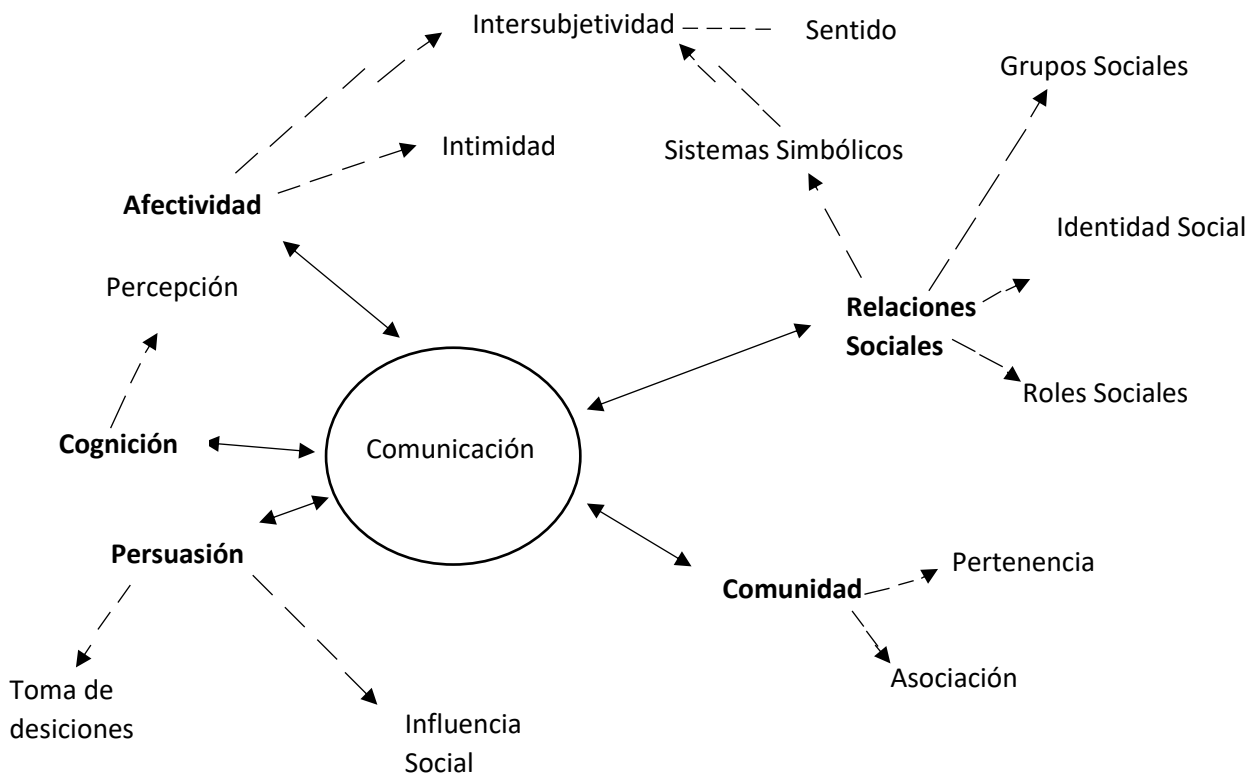 Intersubjetividad
Sentido
Grupos Sociales
Intimidad
Sistemas Simbólicos
Afectividad
Identidad Social
Percepción
Relaciones
Sociales
Roles Sociales
Cognición
Comunicación
Persuasión
Pertenencia
Comunidad
Asociación
Toma de
desiciones
Influencia
Social